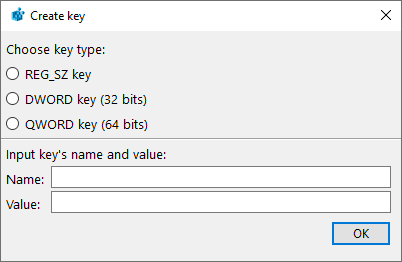 Create key
Choose key type:
REG_SZ key
DWORD key (32 bits)
QWORD key (64 bits)
Input key's name and value:
Name:
Value:
OK